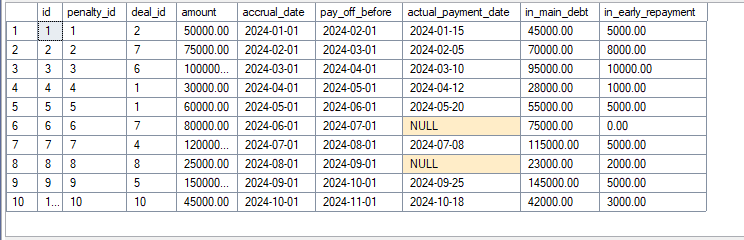 id penalty_id deal_id amount accrual_date pay_off_before actual_payment_date in_main_debt in_early_repayment
1 1 1 2 50000.00 2024-01-01 2024-02-01 2024-01-15 45000.00 5000.00
2 2 2 7 75000.00 2024-02-01 2024-03-01 2024-02-05 70000.00 8000.00
3 3 3 6 100000... 2024-03-01 2024-04-01 2024-03-10 95000.00 10000.00
4 4 4 1 30000.00 2024-04-01 2024-05-01 2024-04-12 28000.00 1000.00
5 5 5 1 60000.00 2024-05-01 2024-06-01 2024-05-20 55000.00 5000.00
6 6 6 7 80000.00 2024-06-01 2024-07-01 NULL 75000.00 0.00
7 7 7 4 120000... 2024-07-01 2024-08-01 2024-07-08 115000.00 5000.00
8 8 8 8 25000.00 2024-08-01 2024-09-01 NULL 23000.00 2000.00
9 9 9 5 150000... 2024-09-01 2024-10-01 2024-09-25 145000.00 5000.00
10 1... 10 10 45000.00 2024-10-01 2024-11-01 2024-10-18 42000.00 3000.00